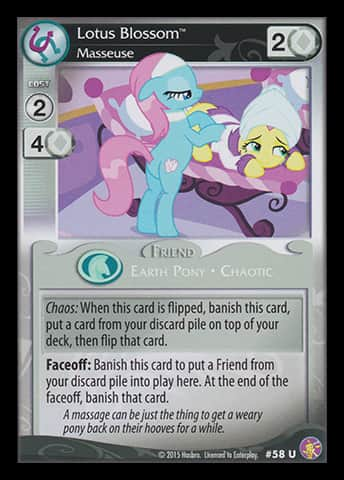 Lotus Blossom™
Masseuse
2
COST
2
4
FRIEND
EARTH PONY • CHAOTIC
Chaos: When this card is flipped, banish this card,
put a card from your discard pile on top of your
deck, then flip that card.
Faceoff: Banish this card to put a Friend from
your discard pile into play here. At the end of the
faceoff, banish that card.
A massage can be just the thing to get a weary
pony back on their hooves for a while.
© 2015 Hasbro. Licensed to Enterplay. #58 U